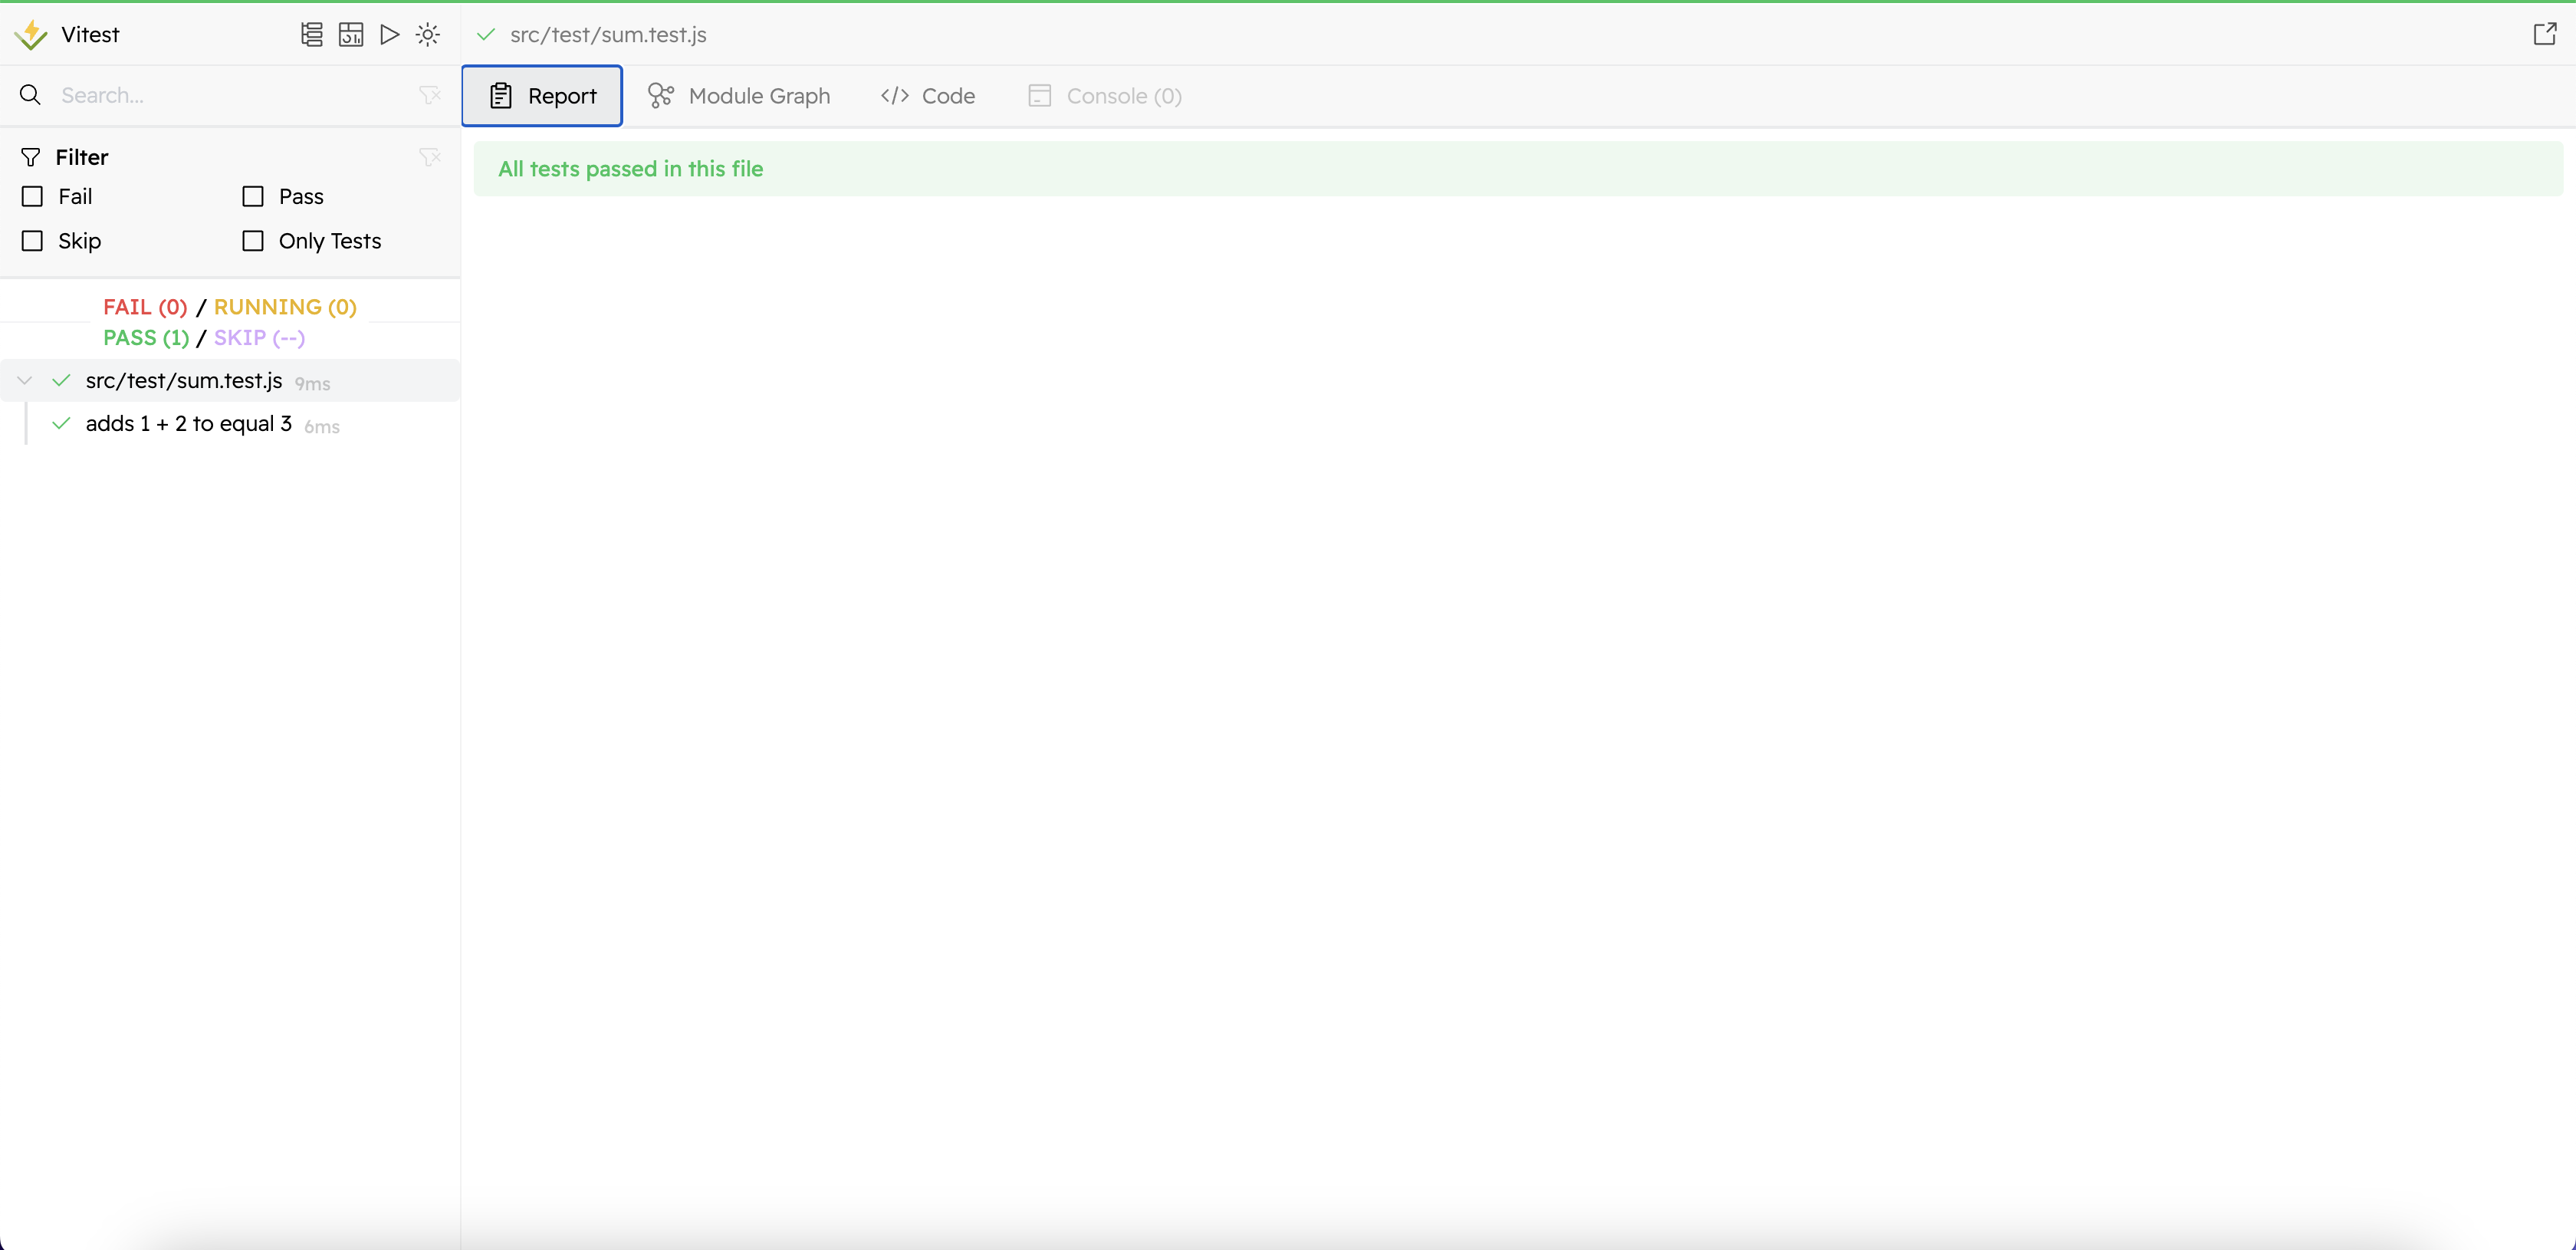 Vitest
src/test/sum.test.js
Search...
Report
Module Graph
Code
Console (0)
Filter
All tests passed in this file
Fail
Pass
Skip
Only Tests
FAIL (0) / RUNNING (0)
PASS (1) / SKIP (--)
src/test/sum.test.js 9ms
adds 1 + 2 to equal 3 6ms